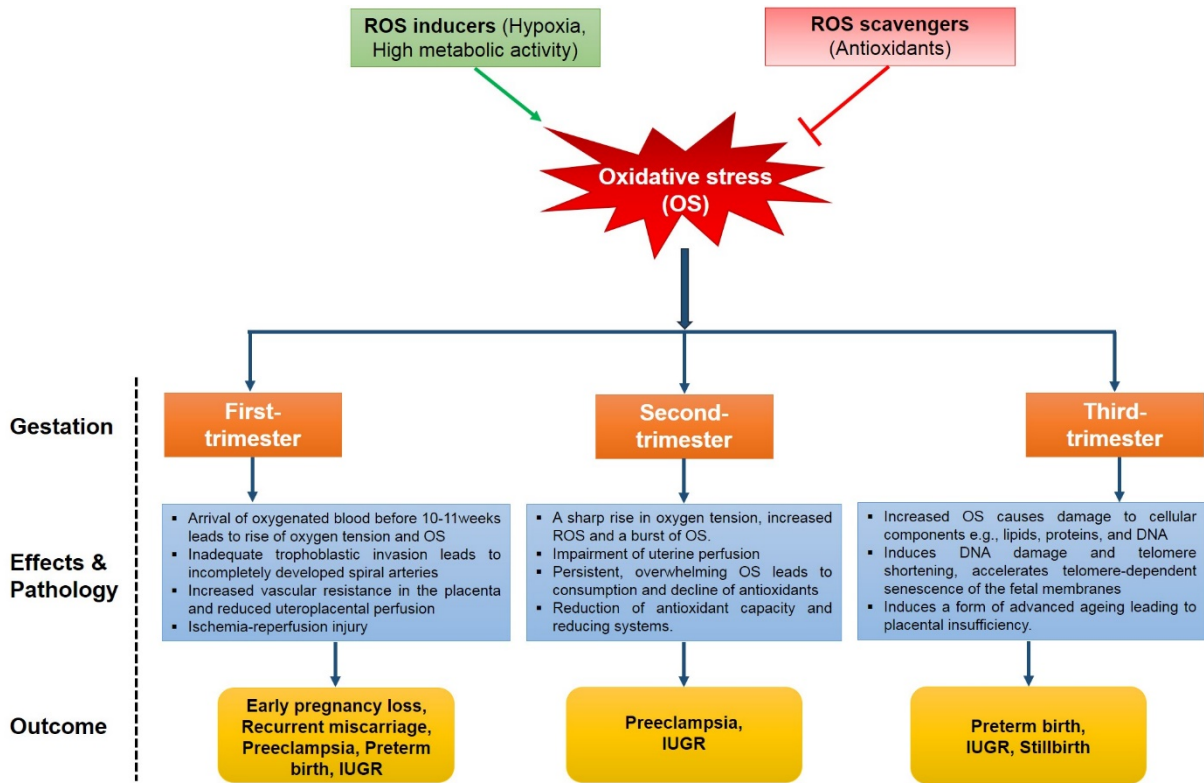 ROS inducers (Hypoxia,
High metabolic activity)
ROS scavengers
(Antioxidants)
Oxidative stress
(OS)
Gestation
First-
trimester
Second-
trimester
Third-
trimester
Effects &
Pathology
▪ Arrival of oxygenated blood before 10-11weeks
leads to rise of oxygen tension and OS
▪ Inadequate trophoblastic invasion leads to
incompletely developed spiral arteries
▪ Increased vascular resistance in the placenta
and reduced uteroplacental perfusion
▪ Ischemia-reperfusion injury
▪ A sharp rise in oxygen tension, increased
ROS and a burst of OS.
▪ Impairment of uterine perfusion
▪ Persistent, overwhelming OS leads to
consumption and decline of antioxidants
▪ Reduction of antioxidant capacity and
reducing systems.
▪ Increased OS causes damage to cellular
components e.g., lipids, proteins, and DNA
▪ Induces DNA damage and telomere
shortening, accelerates telomere-dependent
senescence of the fetal membranes
▪ Induces a form of advanced ageing leading to
placental insufficiency.
Outcome
Early pregnancy loss,
Recurrent miscarriage,
Preeclampsia, Preterm
birth, IUGR
Preeclampsia,
IUGR
Preterm birth,
IUGR, Stillbirth